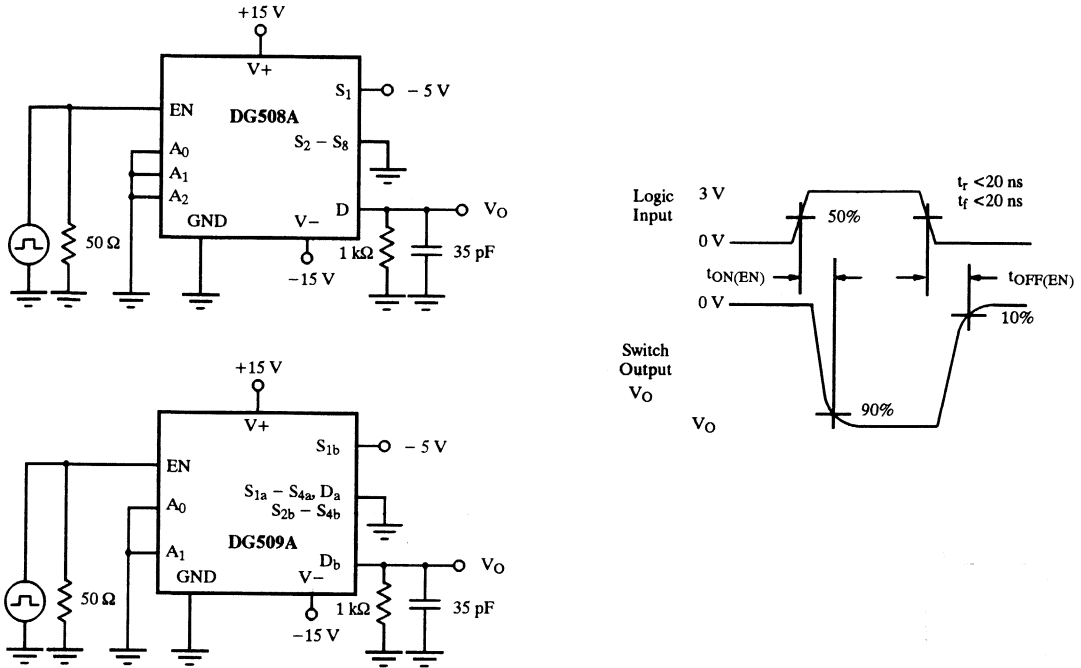 +15 V
V+
EN
DG508A
S1
− 5 V
S2 − S8
A0
A1
A2
GND
V−
D
VO
50 Ω
−15 V
1 kΩ
35 pF
+15 V
V+
EN
S1b
− 5 V
S1a − S4a, Da
S2b − S4b
A0
DG509A
A1
Db
VO
GND
V−
50 Ω
−15 V
1 kΩ
35 pF
Logic
Input
3 V
0 V
50%
tr <20 ns
tf <20 ns
tON(EN)
tOFF(EN)
0 V
10%
Switch
Output
VO
90%
VO